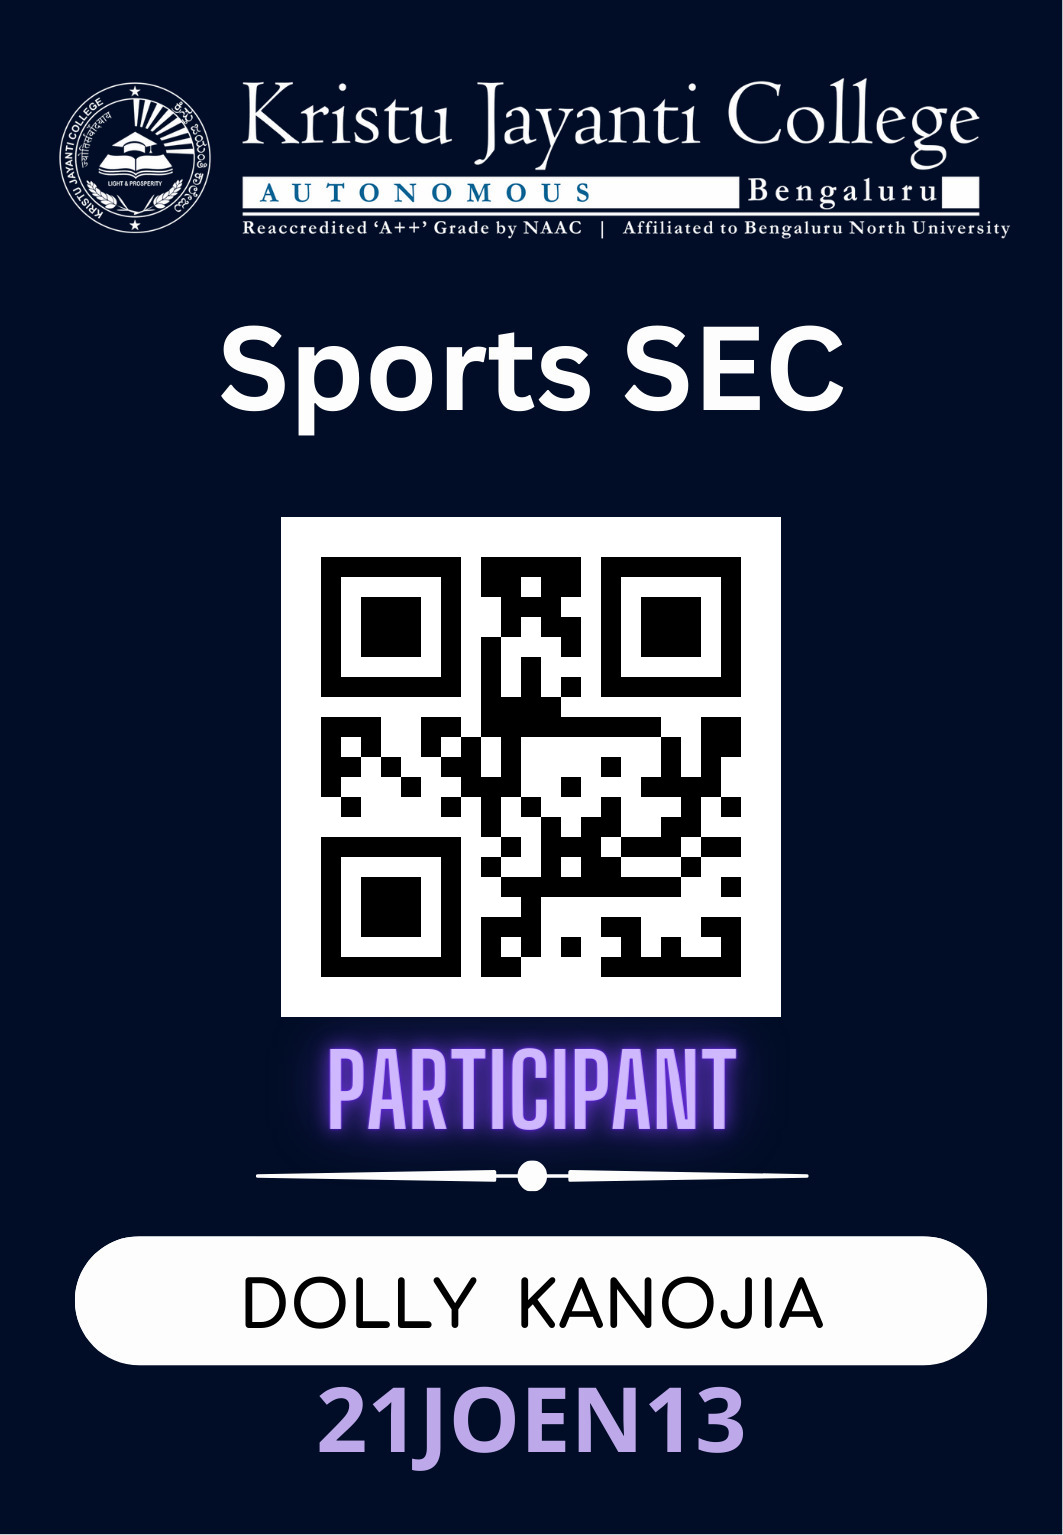 KRISTU JAYANTI COLLEGE
ज्योतिसंवादयाय
LIGHT & PROSPERITY
Kristu Jayanti College
AUTONOMOUS Bengaluru
Reaccredited ‘A++’ Grade by NAAC | Affiliated to Bengaluru North University
Sports SEC
PARTICIPANT
DOLLY KANOJIA
21JOEN13